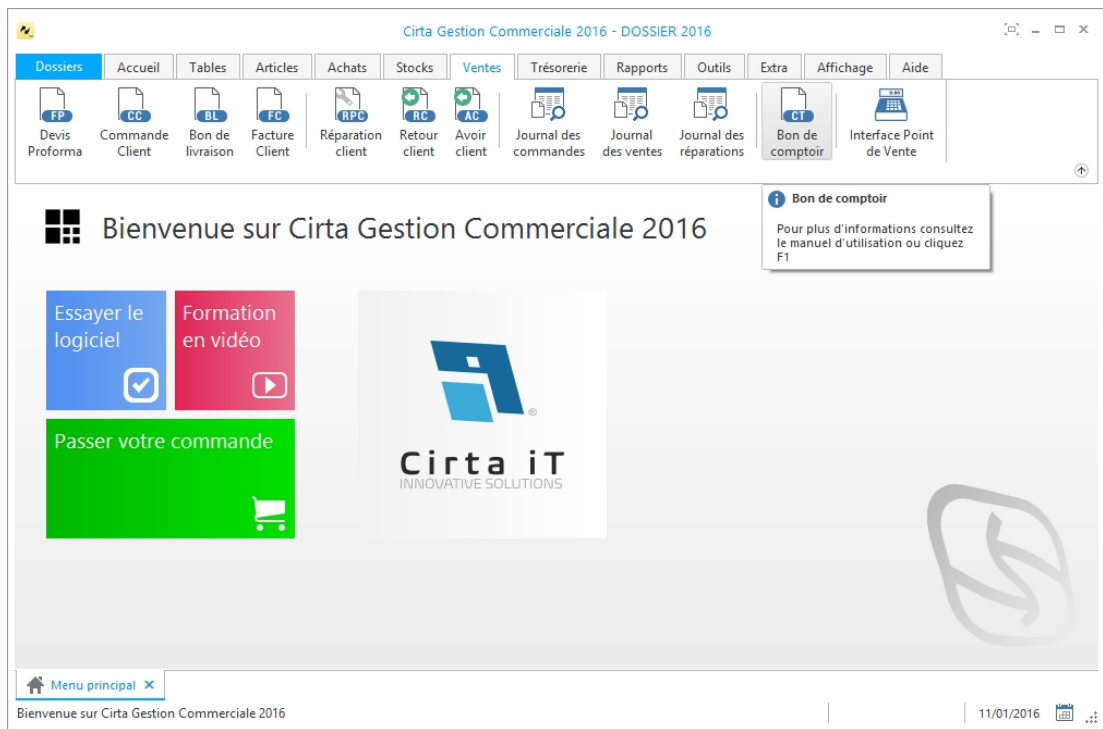 Cirta Gestion Commerciale 2016 - DOSSIER 2016
Dossiers Accueil Tables Articles Achats Stocks Ventes Trésorerie Rapports Outils Extra Affichage Aide
FP CC BL FC RPC RC AC CT 0.00
Devis Commande Bon de Facture Réparation Retour Avoir Journal des Journal Journal des Bon de Interface Point
Proforma Client livraison Client client client client commandes des ventes réparations comptoir de Vente
Bon de comptoir
Pour plus d'informations consultez
le manuel d'utilisation ou cliquez
F1
Bienvenue sur Cirta Gestion Commerciale 2016
Essayer le
logiciel
Formation
en vidéo
Passer votre commande
Cirta iT
INNOVATIVE SOLUTIONS
®
Menu principal
Bienvenue sur Cirta Gestion Commerciale 2016
11/01/2016